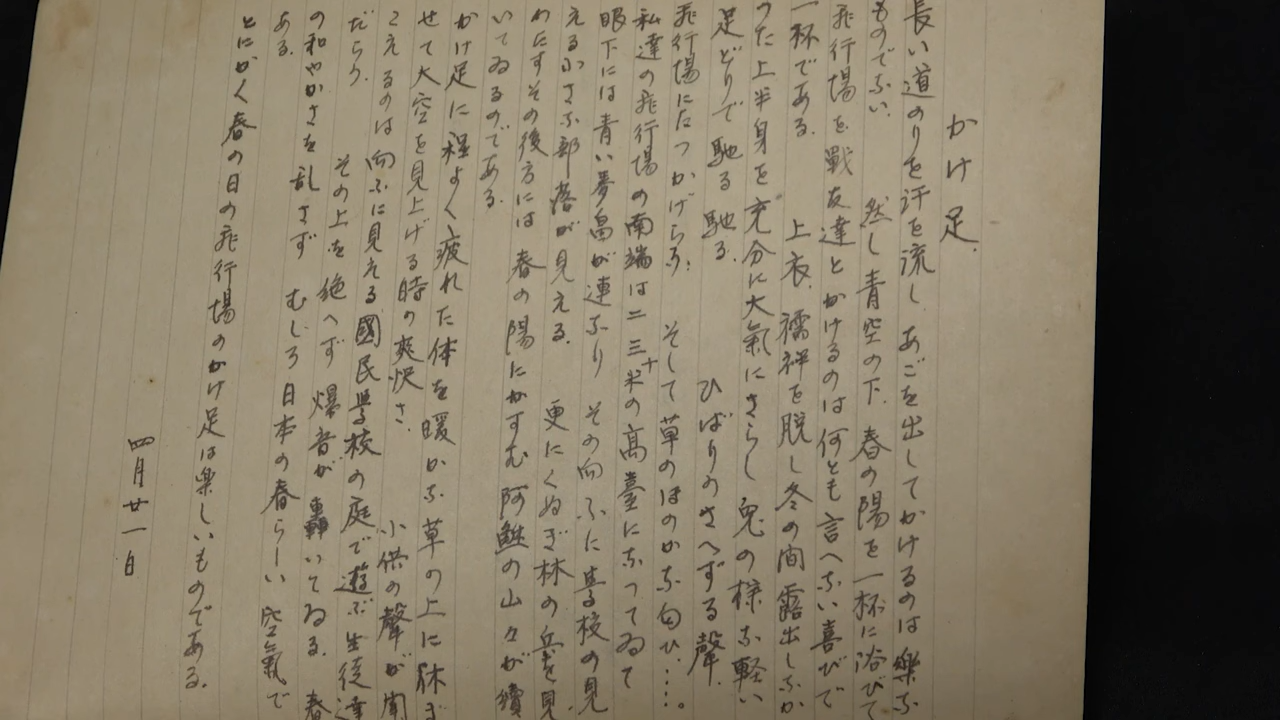 かけ足.
長い道のりを汗を流し あごを出してかけるのは樂な
ものでない. 然し青空の下. 春の陽を一杯に浴びて
飛行場を戰友達とかけるのは何とも言へない喜びで
一杯である. 上衣. 襦袢を脱し冬の間露出しなか
つた上半身を充分に大氣にさらし 兎の様な軽い
足どりで馳る馳る. ひばりのさへずる聲.
飛行場に つかげらふ. そして草のほのかな匂ひ.....。
私達の飛行場の南端は二三十米の高臺になつてゐて
眼下には青い麥畠が連なり その向ふに學校の見
える小さな部落が見える. 更にくぬぎ林の丘を見.
わたすその後方には 春の陽にかすむ阿 の山々が續
いてゐるのである.
かけ足に程よく疲れた体を暖かな草の上に休ま
せて大空を見上げる時の爽快さ. 小供の聲が聞
こえるのは向ふに見える國民學校の庭で遊ぶ生徒達
だらう. その上を絶へず爆音が轟いてゐる. 春
の和やかさを乱さず むしろ日本の春らしい空氣で
ある.
とにかく春の日の飛行場のかけ足は楽しいものである.
四月廿一日